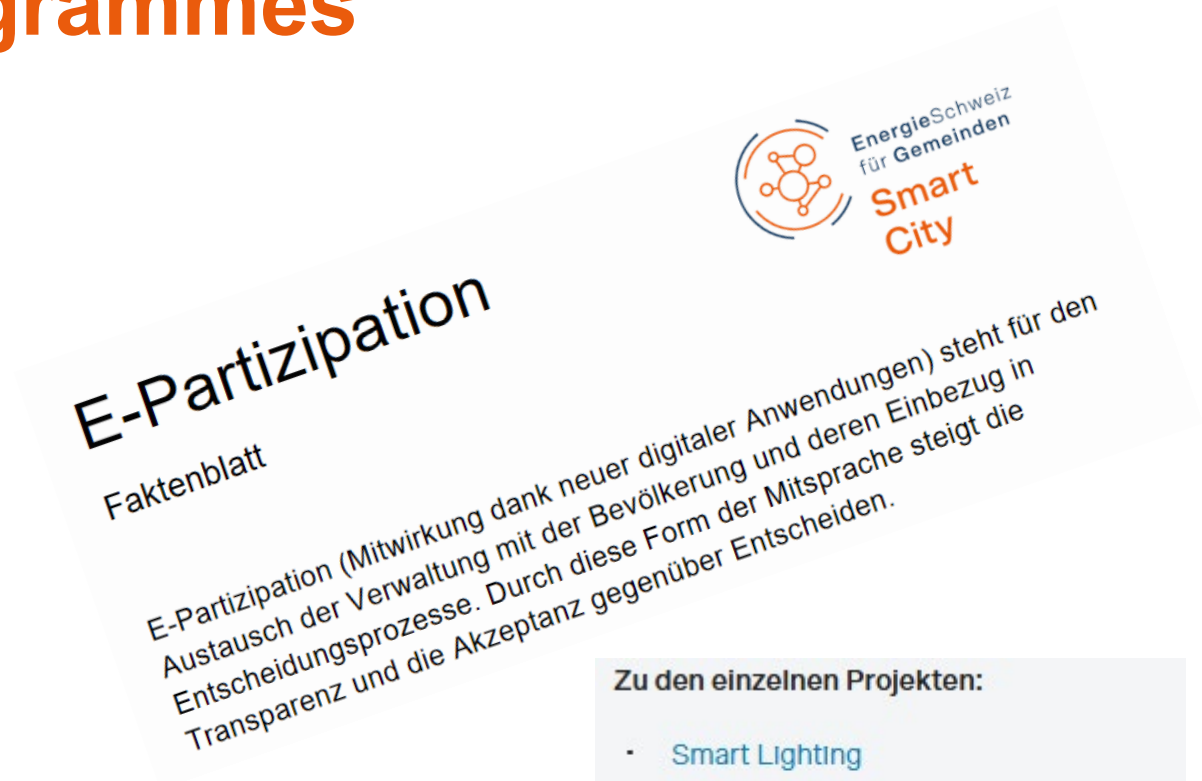 grammes
EnergieSchweiz
für Gemeinden
Smart
City
E-Partizipation
Faktenblatt
E-Partizipation (Mitwirkung dank neuer digitaler Anwendungen) steht für den
Austausch der Verwaltung mit der Bevölkerung und deren Einbezug in
Entscheidungsprozesse. Durch diese Form der Mitsprache steigt die
Transparenz und die Akzeptanz gegenüber Entscheiden.
Zu den einzelnen Projekten:
- Smart Lighting